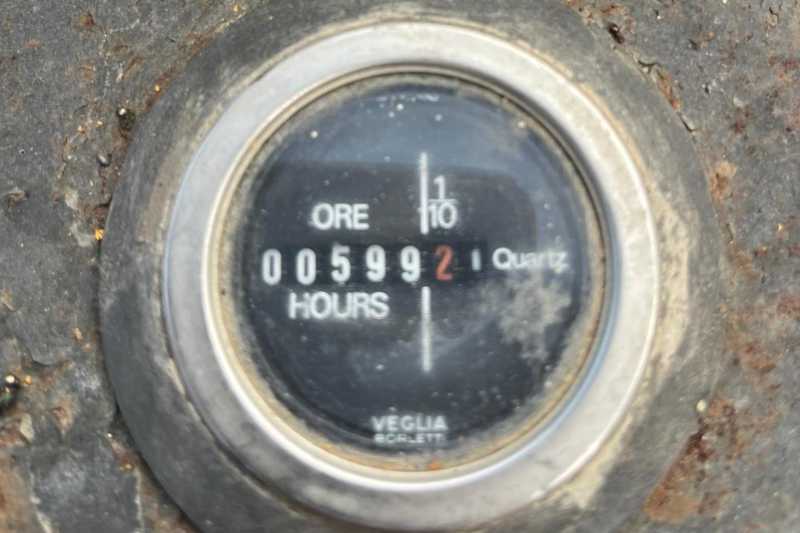 1
ORE 10
005992 Quartz
HOURS
VEGLIA
BORLETTI